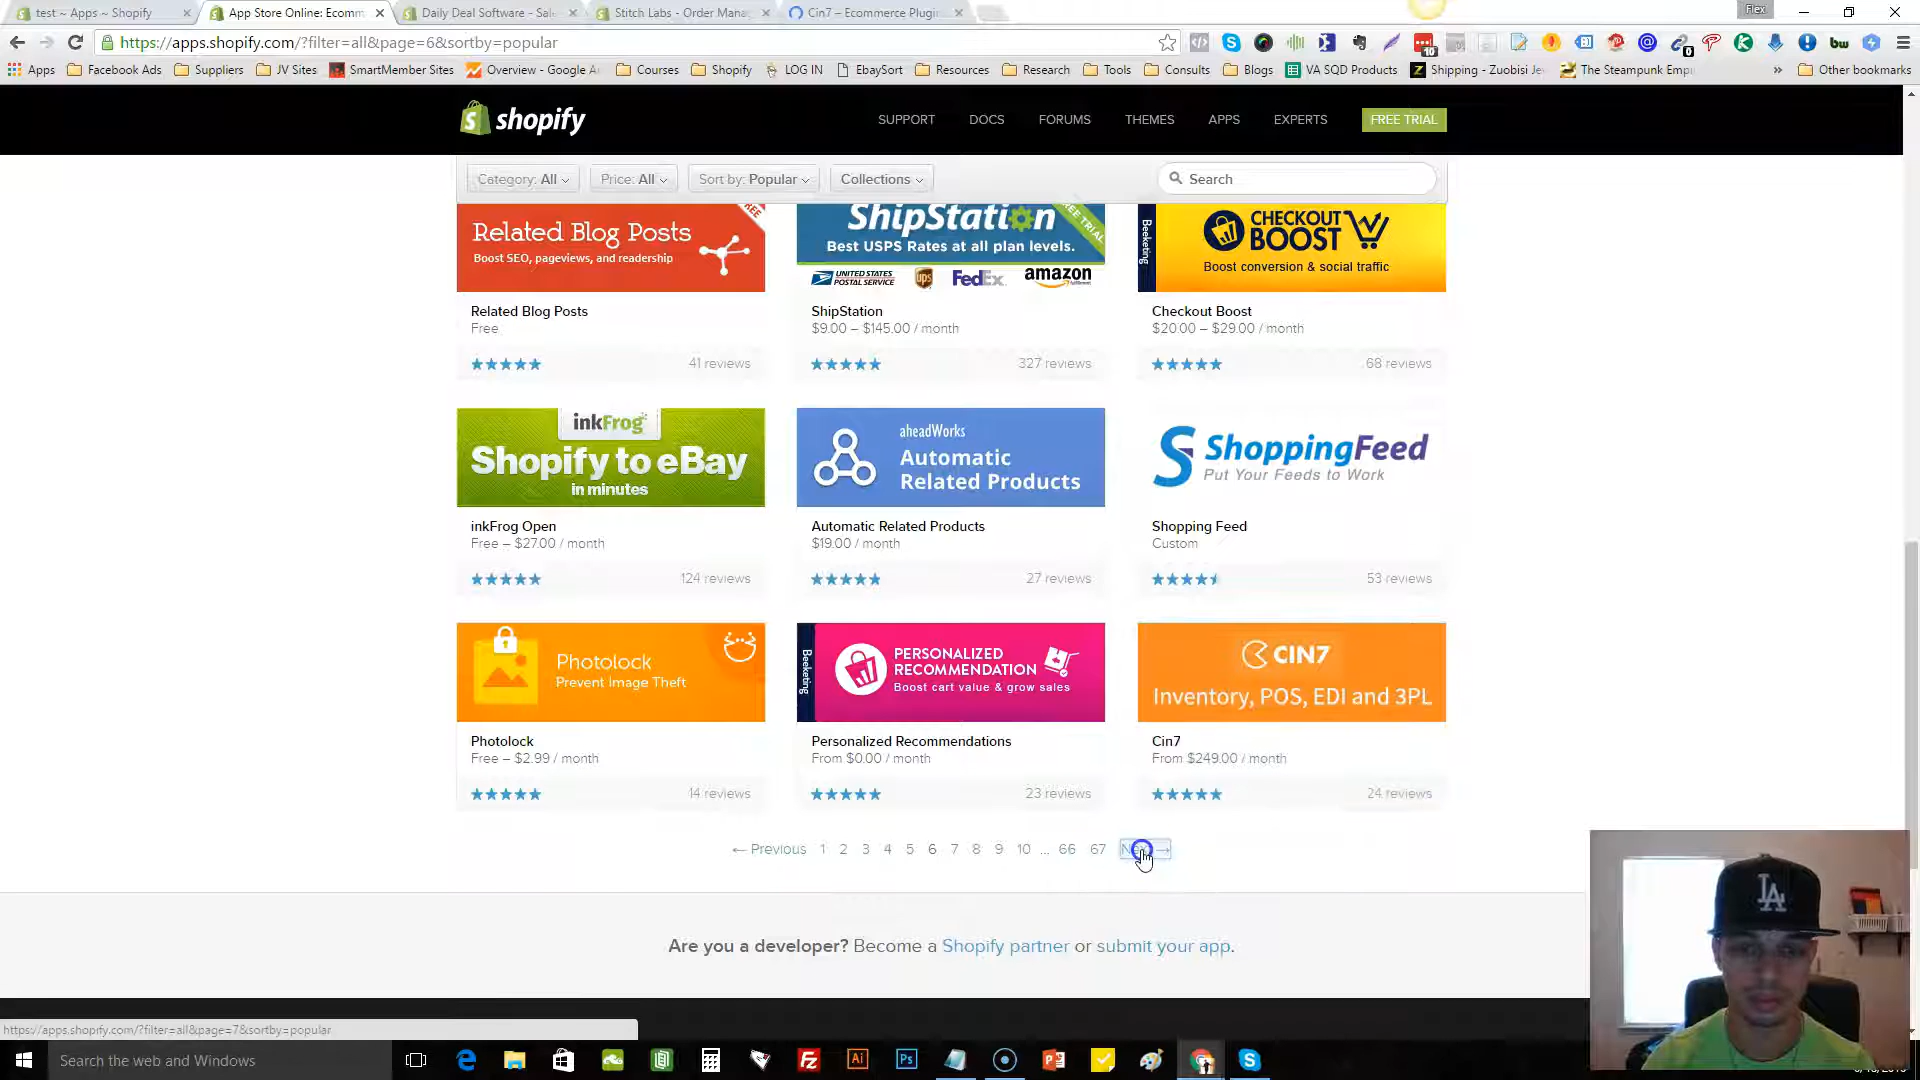 test ~ Apps ~ Shopify
App Store Online: Ecomm
Daily Deal Software - Sal
Stitch Labs - Order Mana
Cin7 – Ecommerce Plugin
Flex
https://apps.shopify.com/?filter=all&page=6&sortby=popular
Apps
Facebook Ads
Suppliers
JV Sites
SmartMember Sites
Overview - Google A
Courses
Shopify
LOG IN
EbaySort
Resources
Research
Tools
Consults
Blogs
VA SQD Products
Shipping - Zuobisi Je
The Steampunk Emp
»
Other bookmarks
shopify
SUPPORT
DOCS
FORUMS
THEMES
APPS
EXPERTS
FREE TRIAL
Category: All
Price: All
Sort by: Popular
Collections
Search
Related Blog Posts
Boost SEO, pageviews, and readership
FREE
ShipStation
Best USPS Rates at all plan levels.
FREE TRIAL
UNITED STATES POSTAL SERVICE
ups
FedEx
amazon
Beeketing
CHECKOUT
BOOST
Boost conversion & social traffic
Related Blog Posts
Free
41 reviews
ShipStation
$9.00 – $145.00 / month
327 reviews
Checkout Boost
$20.00 – $29.00 / month
68 reviews
inkFrog
Shopify to eBay
in minutes
aheadWorks
Automatic
Related Products
ShoppingFeed
Put Your Feeds to Work
inkFrog Open
Free – $27.00 / month
124 reviews
Automatic Related Products
$19.00 / month
27 reviews
Shopping Feed
Custom
53 reviews
Photolock
Prevent Image Theft
Beeketing
PERSONALIZED
RECOMMENDATION
Boost cart value & grow sales
CIN7
Inventory, POS, EDI and 3PL
Photolock
Free – $2.99 / month
14 reviews
Personalized Recommendations
From $0.00 / month
23 reviews
Cin7
From $249.00 / month
24 reviews
← Previous 1 2 3 4 5 6 7 8 9 10 ... 66 67
Are you a developer? Become a Shopify partner or submit your app.
https://apps.shopify.com/?filter=all&page=7&sortby=popular
LA
Search the web and Windows